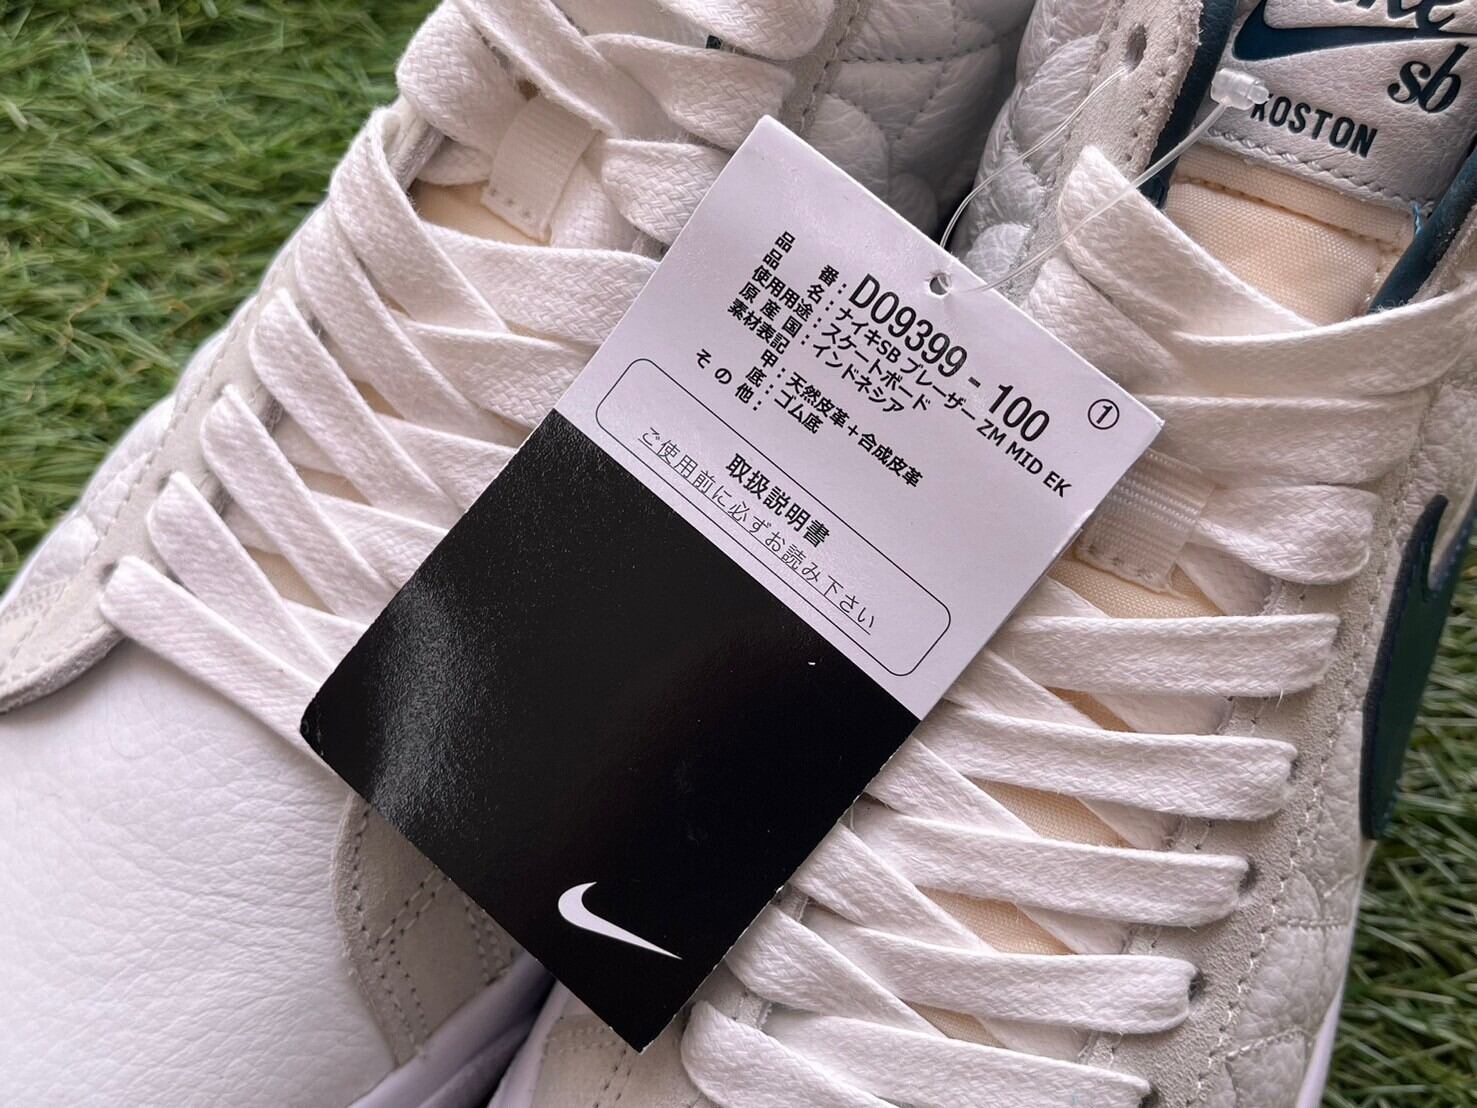 Nike
sb
KOSTON
品番：DO9399-100 ①
品名：ナイキSB ブレーザー ZM MID EK
使用用途：スケートボード
原産国：インドネシア
素材表記
甲：天然皮革＋合成皮革
底：ゴム底
その他：
取扱説明書
ご使用前に必ずお読み下さい